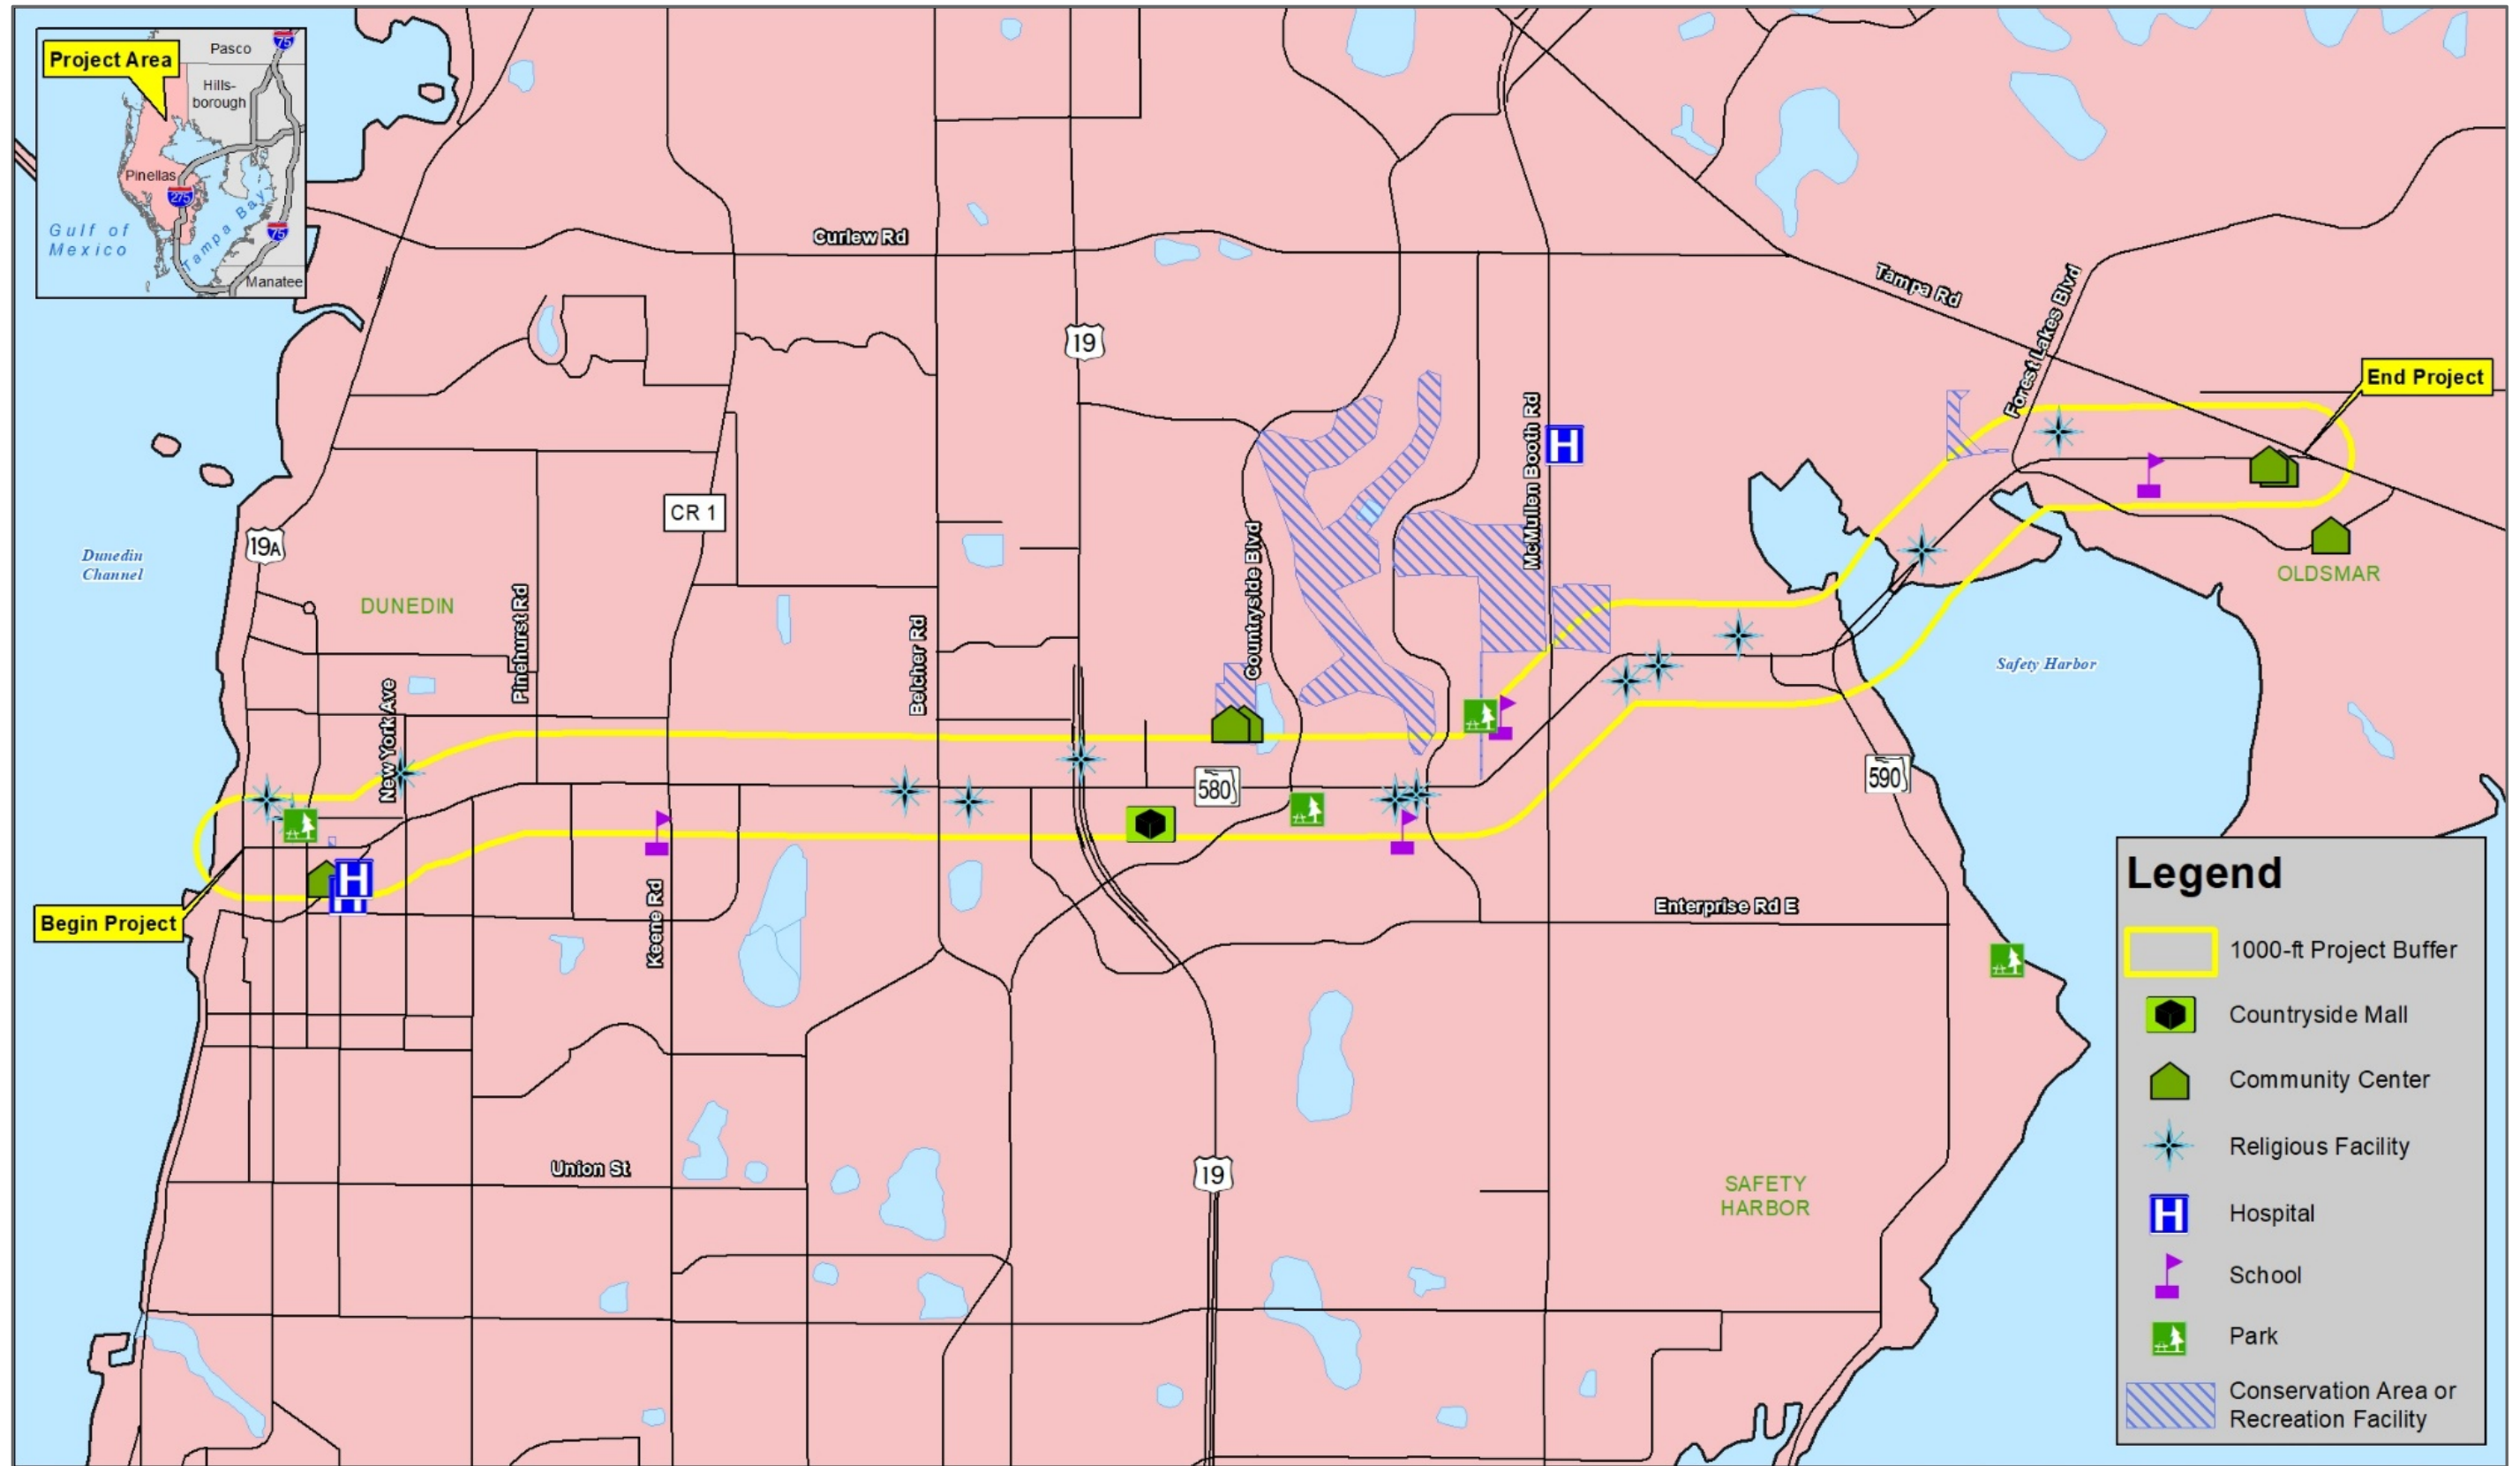 Project Area
Pasco
75
Hills-
borough
Pinellas
275
Gulf of
Mexico
Tampa Bay
75
Manatee
Curlew Rd
Tampa Rd
Forest Lakes Blvd
19
End Project
McMullen Booth Rd
H
CR 1
19A
Dunedin
Channel
Countryside Blvd
OLDSMAR
DUNEDIN
Pinehurst Rd
Belcher Rd
Safety Harbor
New York Ave
580
590
H
H
Begin Project
Keene Rd
Enterprise Rd E
Union St
19
SAFETY
HARBOR
Legend
1000-ft Project Buffer
Countryside Mall
Community Center
Religious Facility
H
Hospital
School
Park
Conservation Area or
Recreation Facility